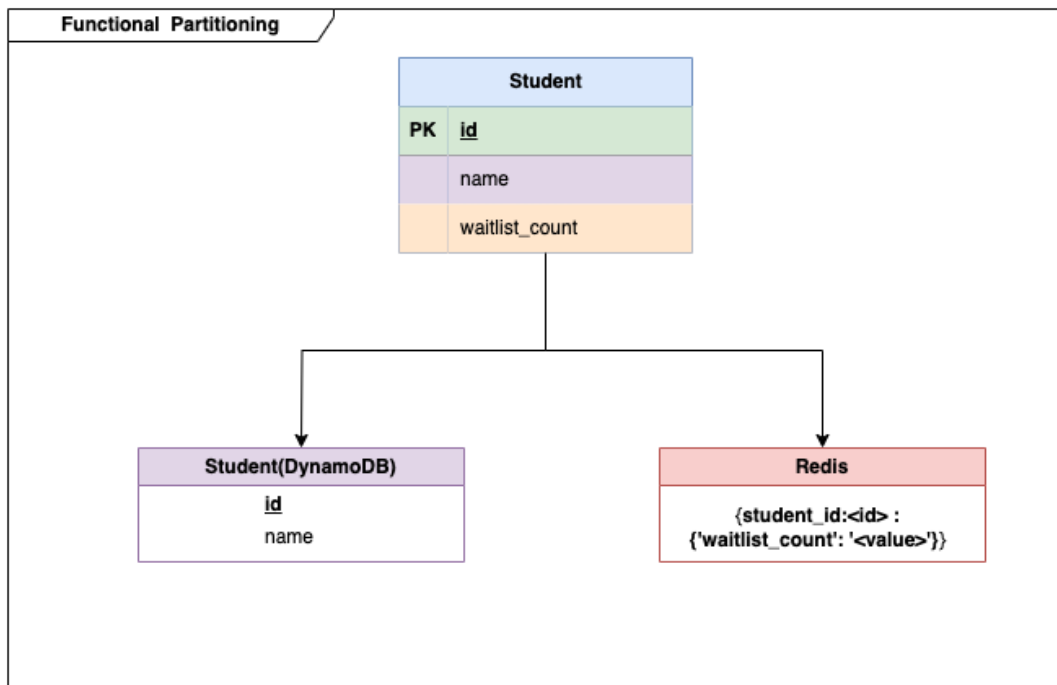 Functional Partitioning
Student
PK id
name
waitlist_count
Student(DynamoDB)
id
name
Redis
{student_id:<id> :
{'waitlist_count': '<value>'}}